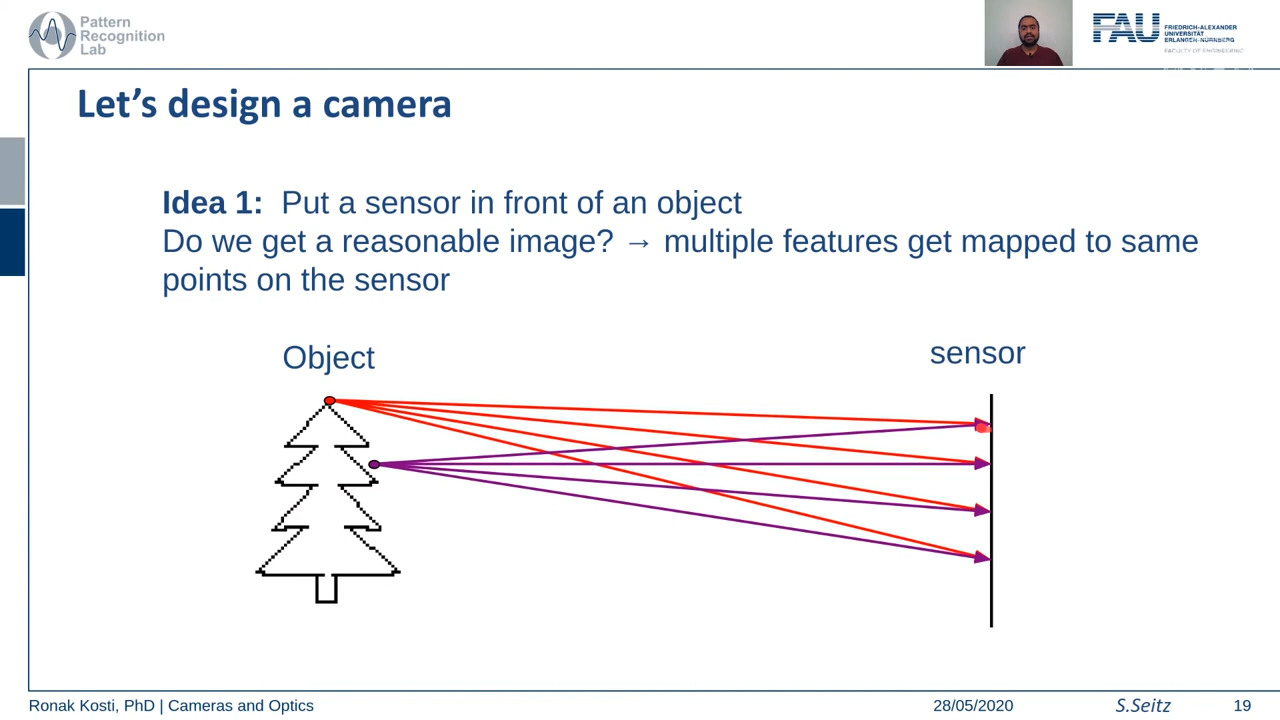 Pattern
Recognition
Lab
FAU
FRIEDRICH-ALEXANDER
UNIVERSITÄT
ERLANGEN-NÜRNBERG
FACULTY OF ENGINEERING
Let's design a camera
Idea 1: Put a sensor in front of an object
Do we get a reasonable image? → multiple features get mapped to same
points on the sensor
Object
sensor
Ronak Kosti, PhD | Cameras and Optics
28/05/2020
S.Seitz
19